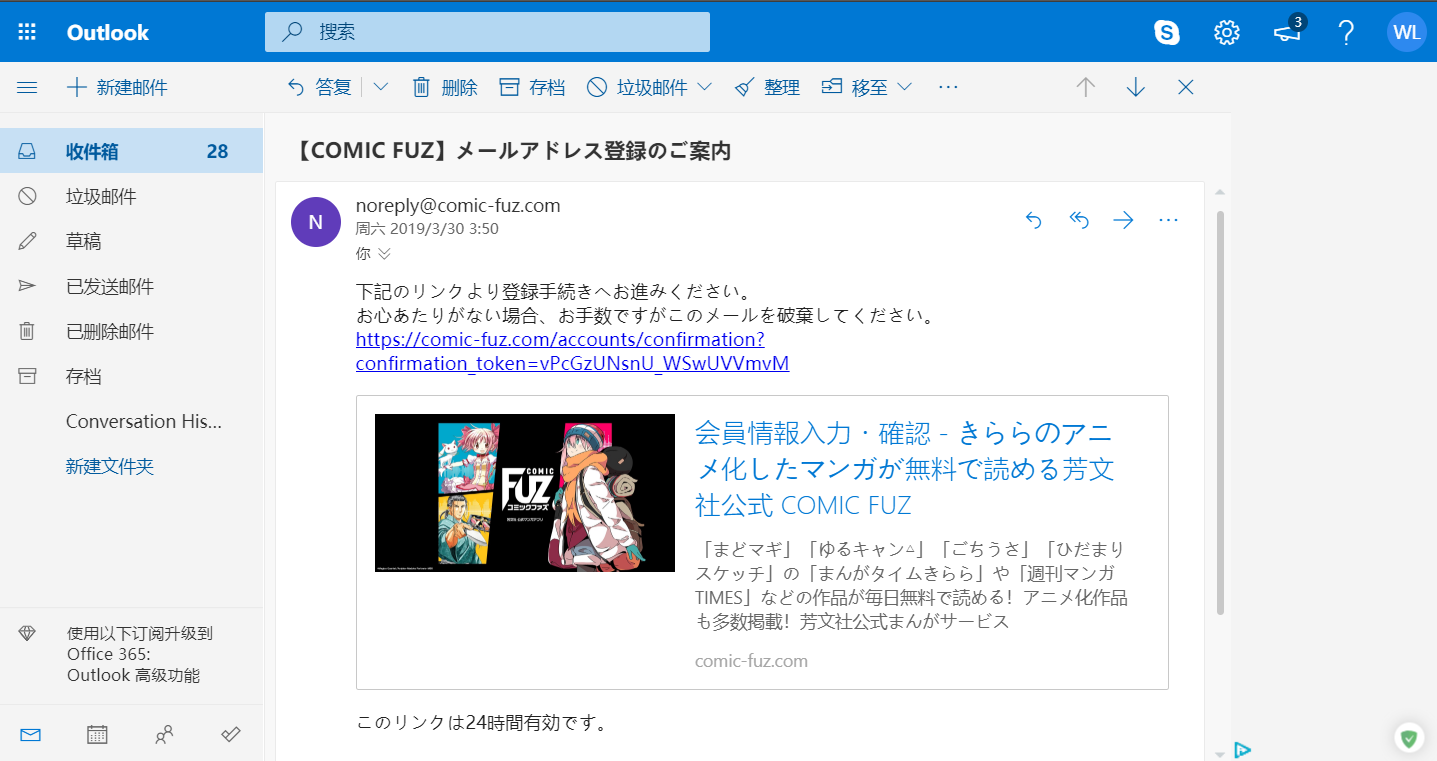 Outlook
搜索
3
WL
新建邮件
答复
删除
存档
垃圾邮件
整理
移至
收件箱 28
垃圾邮件
草稿
已发送邮件
已删除邮件
存档
Conversation His...
新建文件夹
使用以下订阅升级到
Office 365:
Outlook 高级功能
【COMIC FUZ】メールアドレス登録のご案内
N
noreply@comic-fuz.com
周六 2019/3/30 3:50
你
下記のリンクより登録手続きへお進みください。
お心あたりがない場合、お手数ですがこのメールを破棄してください。
https://comic-fuz.com/accounts/confirmation?
confirmation_token=vPcGzUNsnU_WSwUVVmvM
COMIC
FUZ
コミックファズ
会員情報入力・確認 - きららのアニ
メ化したマンガが無料で読める芳文
社公式 COMIC FUZ
「まどマギ」「ゆるキャン△」「ごちうさ」「ひだまり
スケッチ」の「まんがタイムきらら」や「週刊マンガ
TIMES」などの作品が毎日無料で読める！アニメ化作品
も多数掲載！芳文社公式まんがサービス
comic-fuz.com
このリンクは24時間有効です。